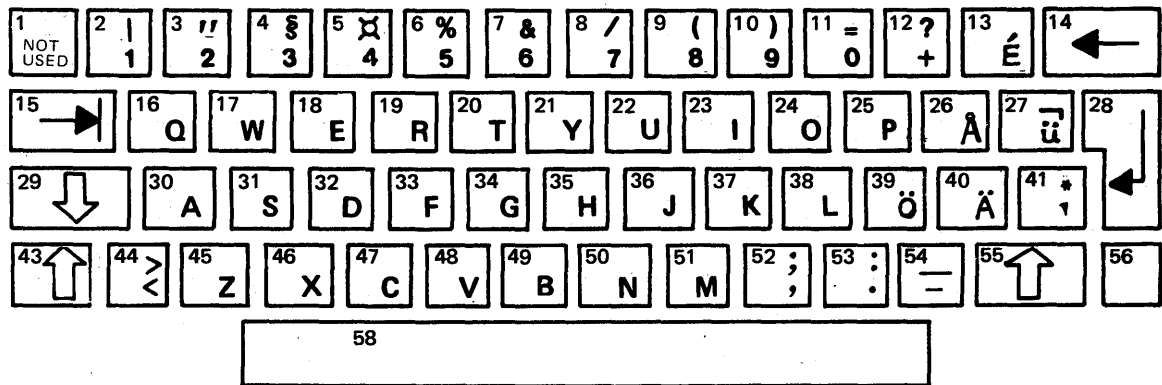 1 NOT USED 2 | 1 3 " 2 4 § 3 5 ¤ 4 6 % 5 7 & 6 8 / 7 9 ( 8 10 ) 9 11 = 0 12 ? + 13 É 14
15 16 Q 17 W 18 E 19 R 20 T 21 Y 22 U 23 I 24 O 25 P 26 Å 27 ü 28
29 30 A 31 S 32 D 33 F 34 G 35 H 36 J 37 K 38 L 39 Ö 40 Ä 41 * '
43 44 > < 45 Z 46 X 47 C 48 V 49 B 50 N 51 M 52 ; , 53 : . 54 _ - 55 56
58